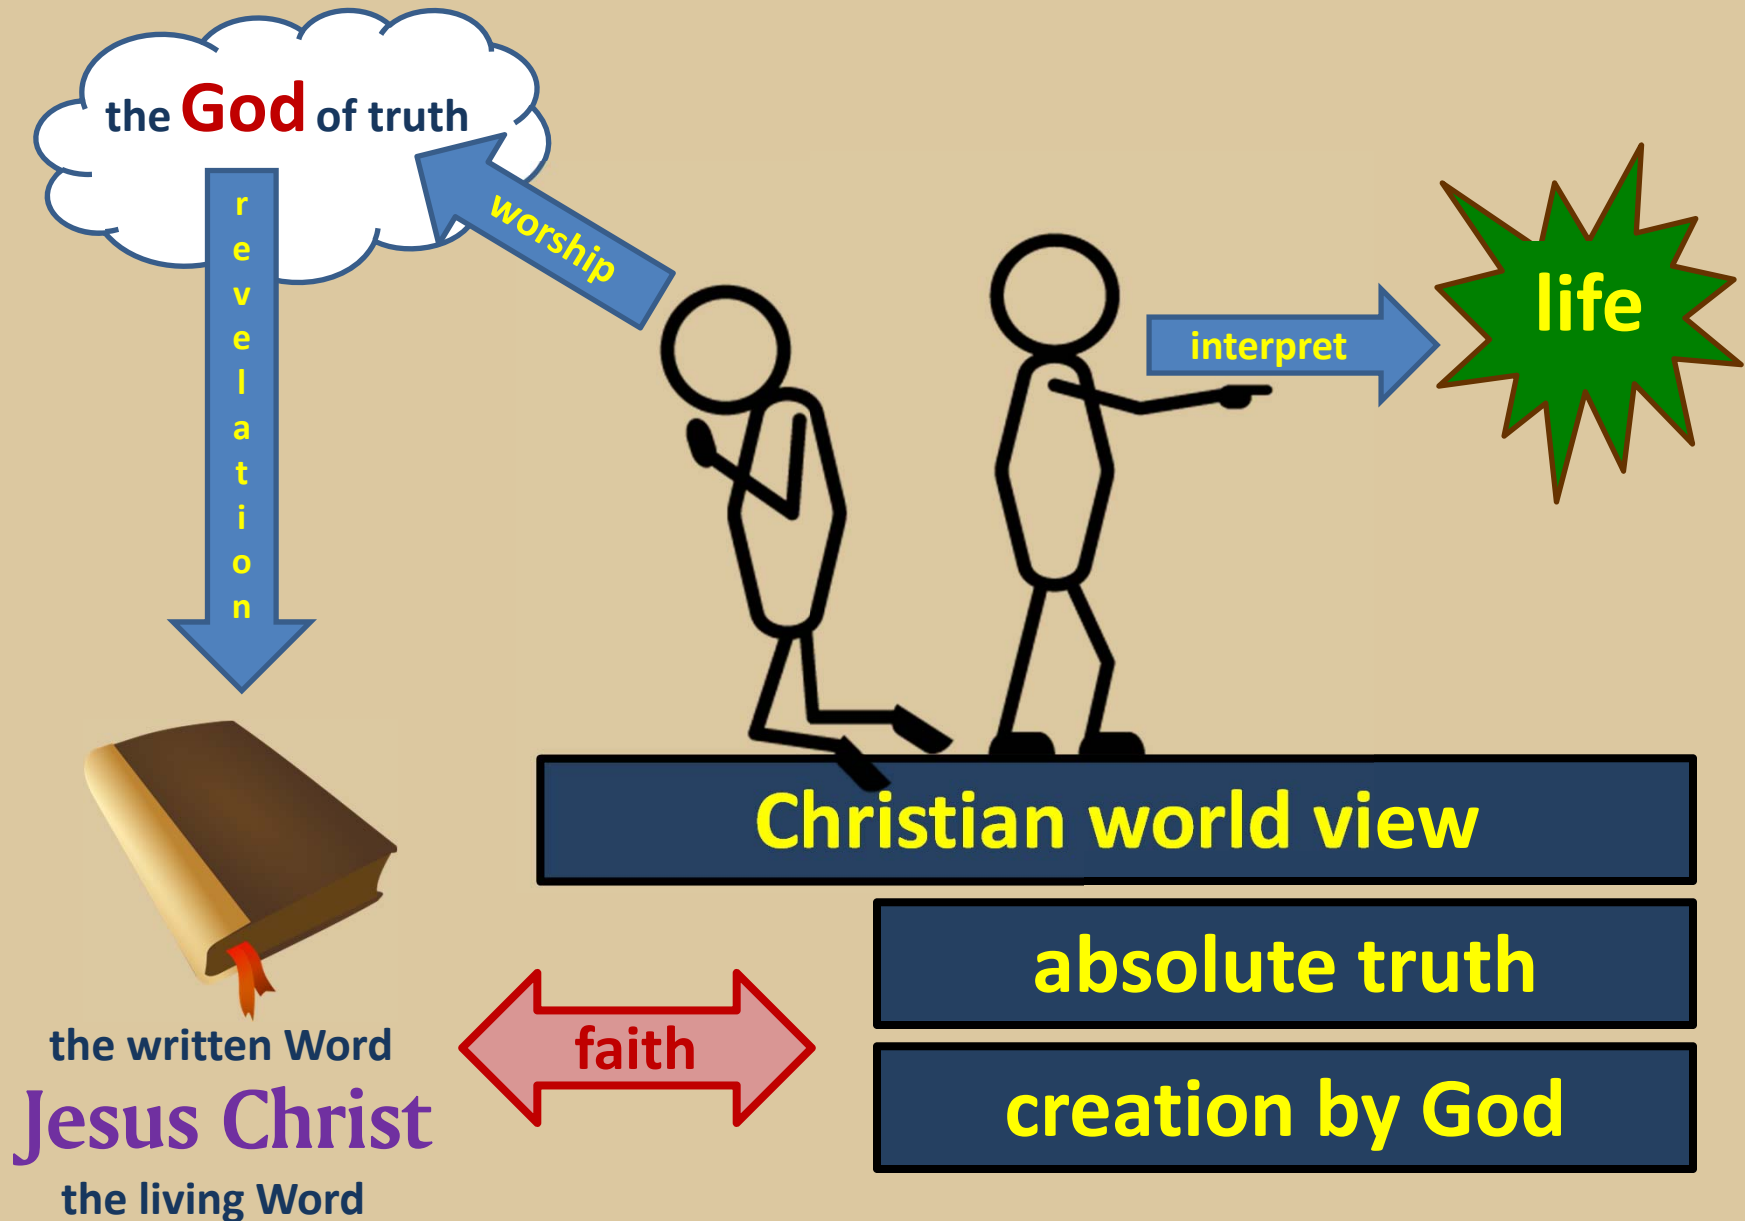 the God of truth
revelation
worship
interpret
life
Christian world view
absolute truth
creation by God
faith
the written Word
Jesus Christ
the living Word